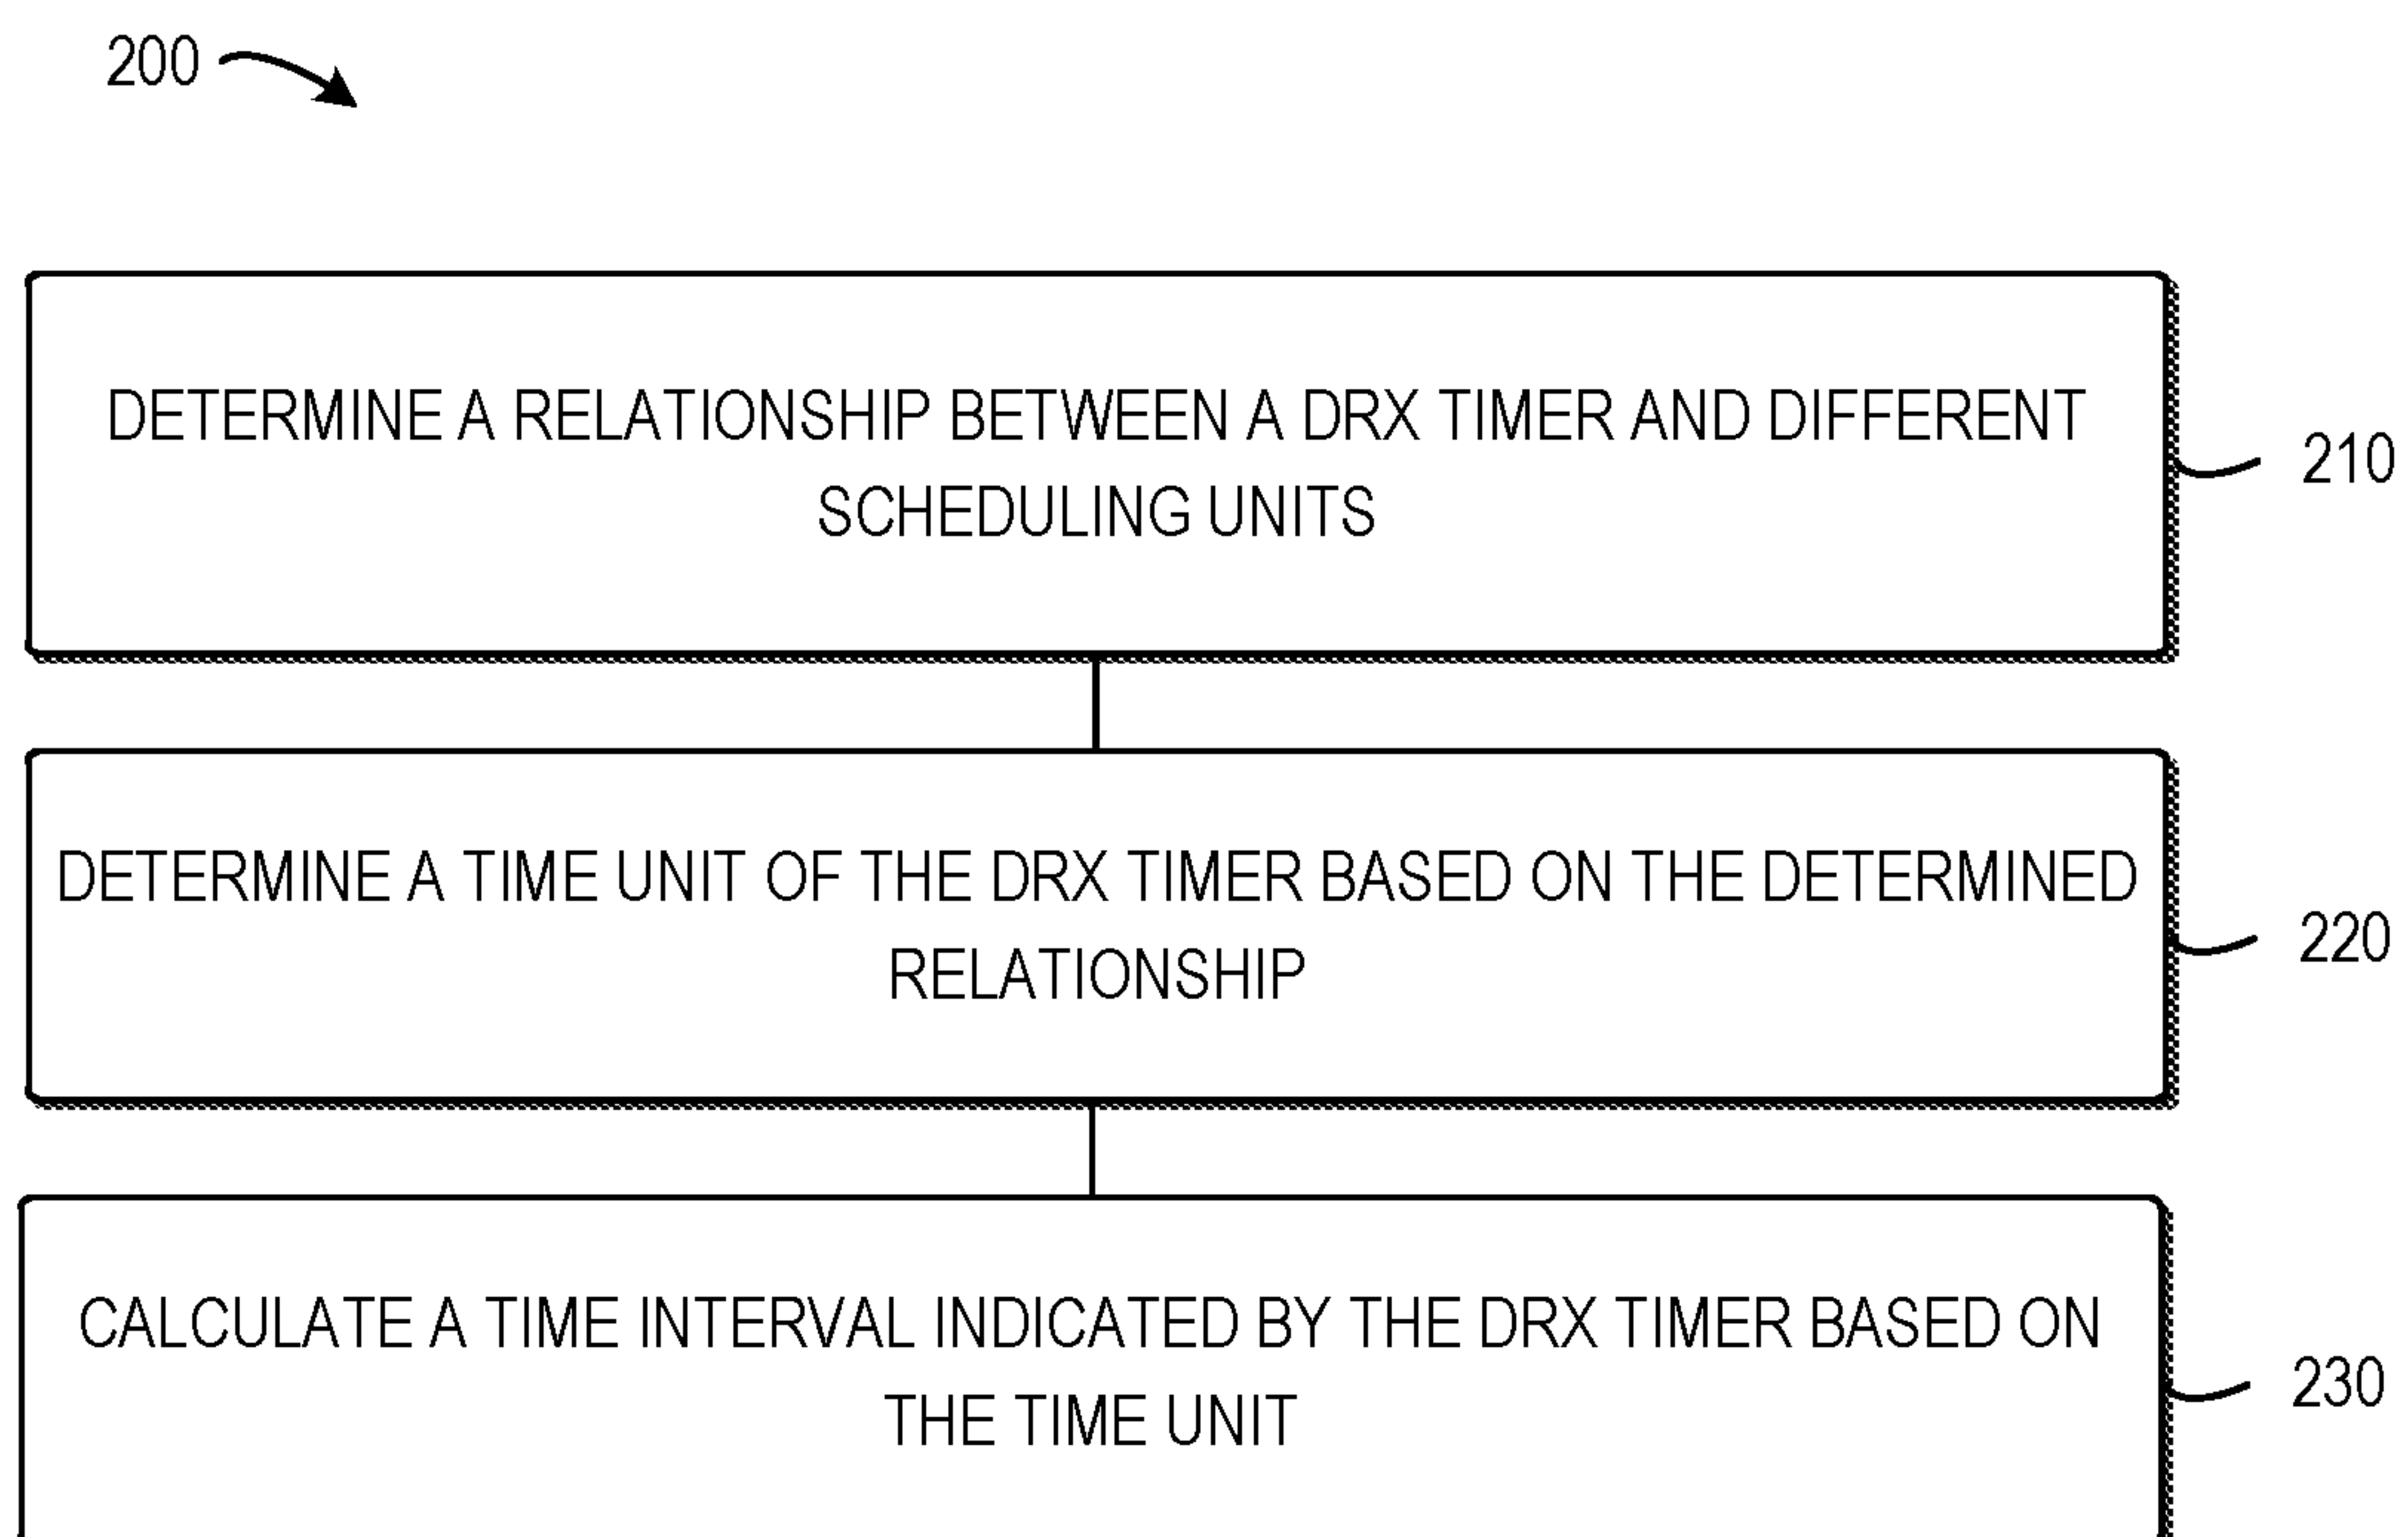 200
DETERMINE A RELATIONSHIP BETWEEN A DRX TIMER AND DIFFERENT
SCHEDULING UNITS
210
DETERMINE A TIME UNIT OF THE DRX TIMER BASED ON THE DETERMINED
RELATIONSHIP
220
CALCULATE A TIME INTERVAL INDICATED BY THE DRX TIMER BASED ON
THE TIME UNIT
230